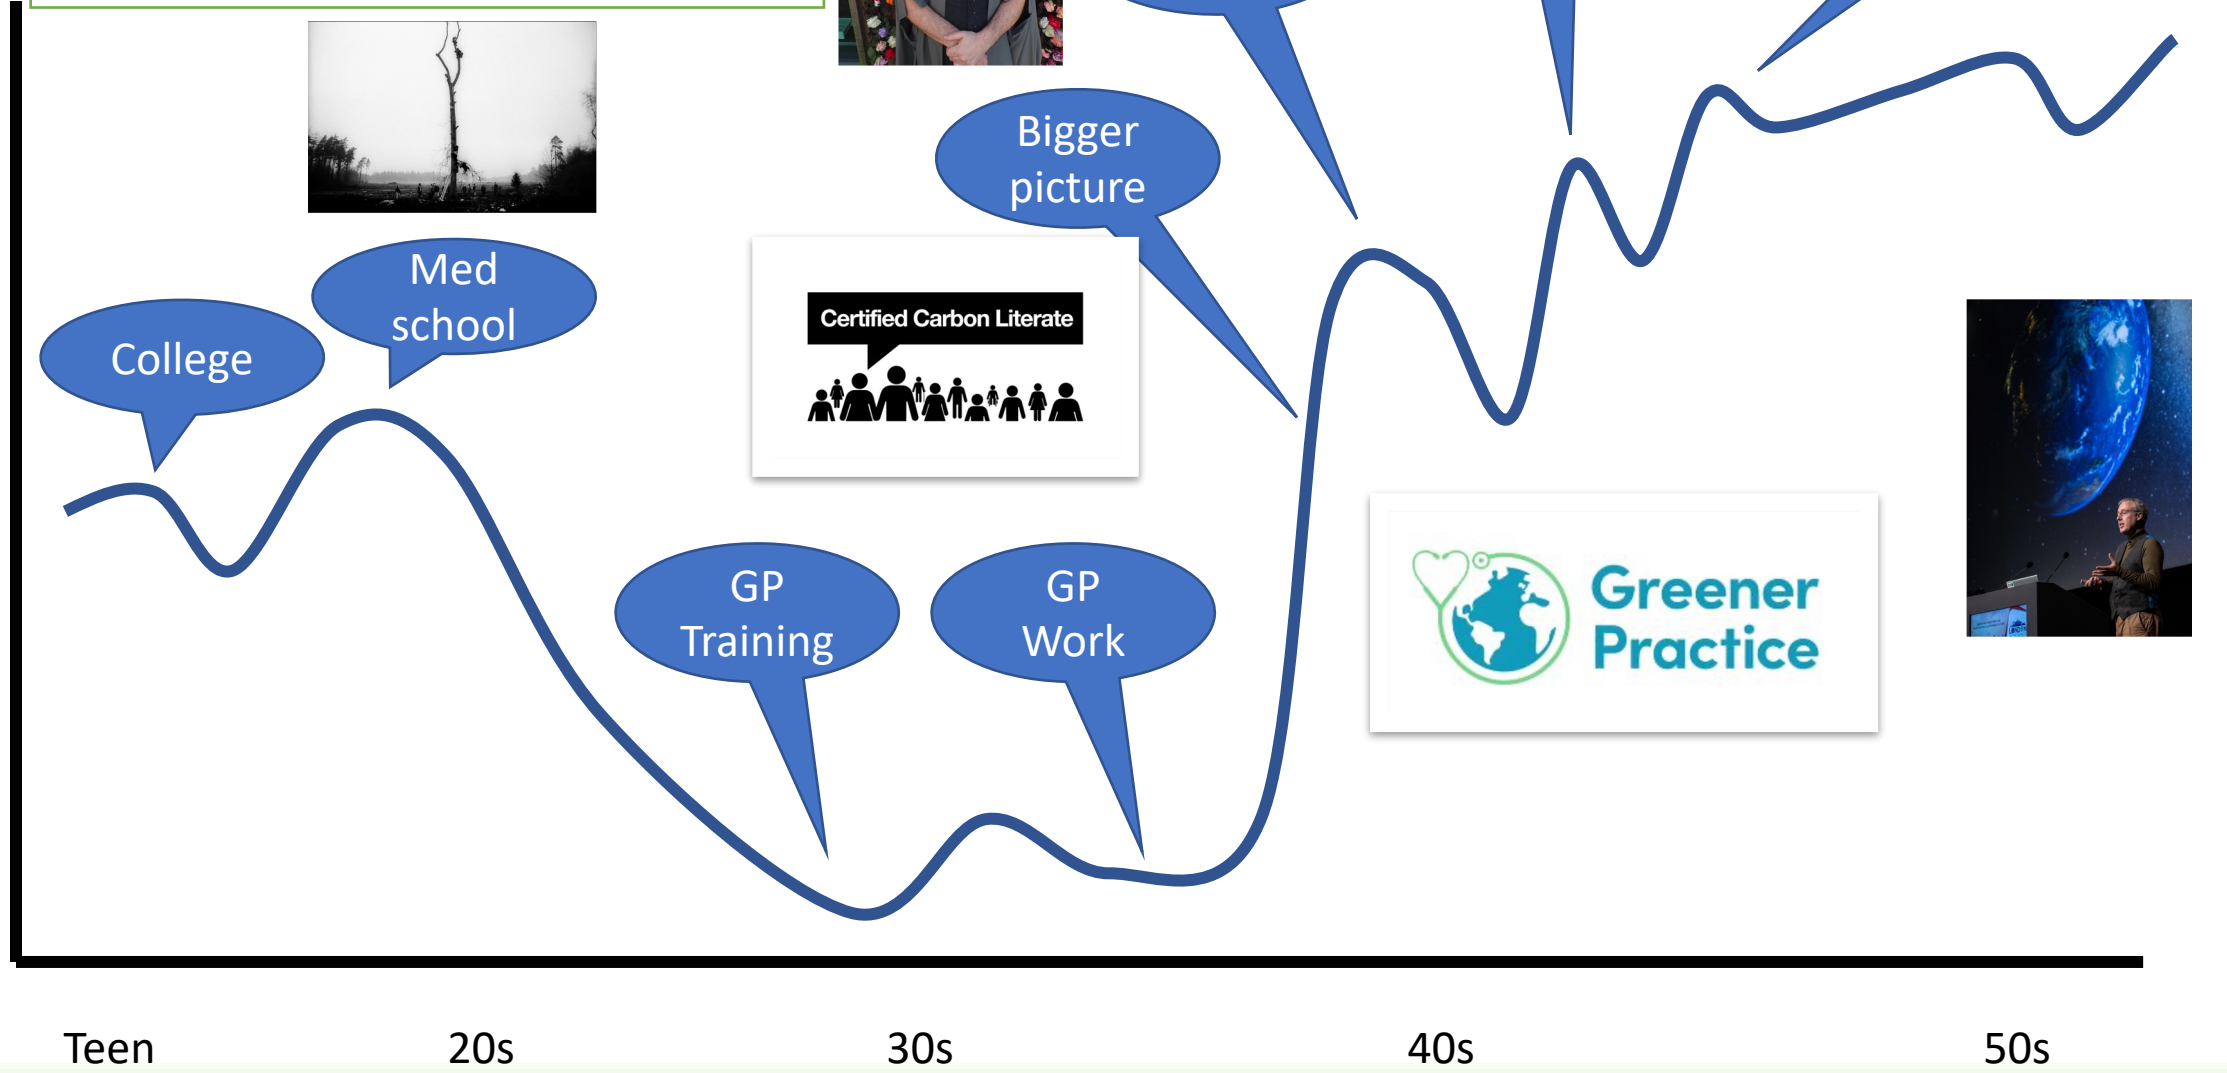 Bigger
picture
Med
school
College
Certified Carbon Literate
GP
Training
GP
Work
Greener
Practice
Teen
20s
30s
40s
50s